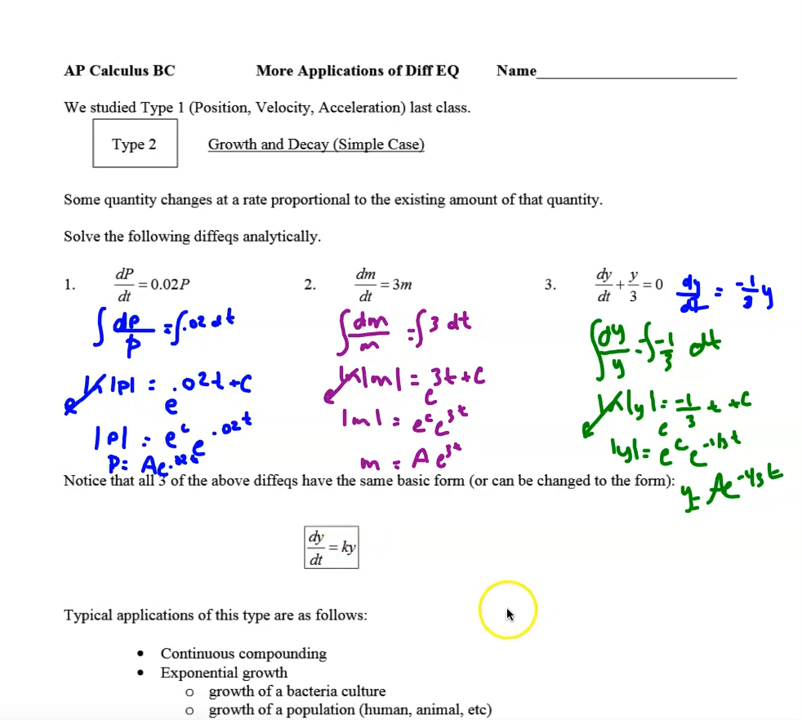 AP Calculus BC More Applications of Diff EQ Name____________________
We studied Type 1 (Position, Velocity, Acceleration) last class.
Type 2 Growth and Decay (Simple Case)
Some quantity changes at a rate proportional to the existing amount of that quantity.
Solve the following diffeqs analytically.
1. dP/dt = 0.02P 2. dm/dt = 3m 3. dy/dt + y/3 = 0 dy/dt = -1/3 y
∫ dP/P = ∫.02 dt ∫ dm/m = ∫ 3 dt ∫ dy/y = ∫ -1/3 dt
|P| = .02t + C |m| = 3t + C |y| = -1/3 t + C
e e e e e e
|P| = e^c e^.02t |m| = e^c e^3t |y| = e^c e^-1/3t
P = Ae^.02t m = Ae^3t y = Ae^-1/3t
Notice that all 3 of the above diffeqs have the same basic form (or can be changed to the form):
dy/dt = ky
Typical applications of this type are as follows:
• Continuous compounding
• Exponential growth
o growth of a bacteria culture
o growth of a population (human, animal, etc)